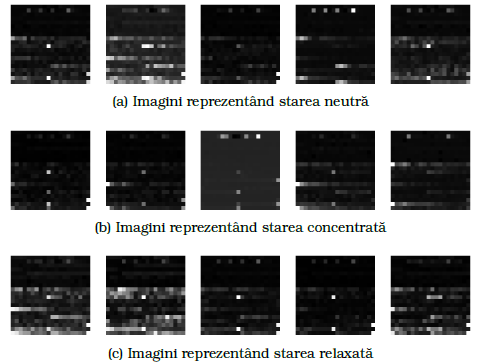 (a) Imagini reprezentând starea neutră
(b) Imagini reprezentând starea concentrată
(c) Imagini reprezentând starea relaxată